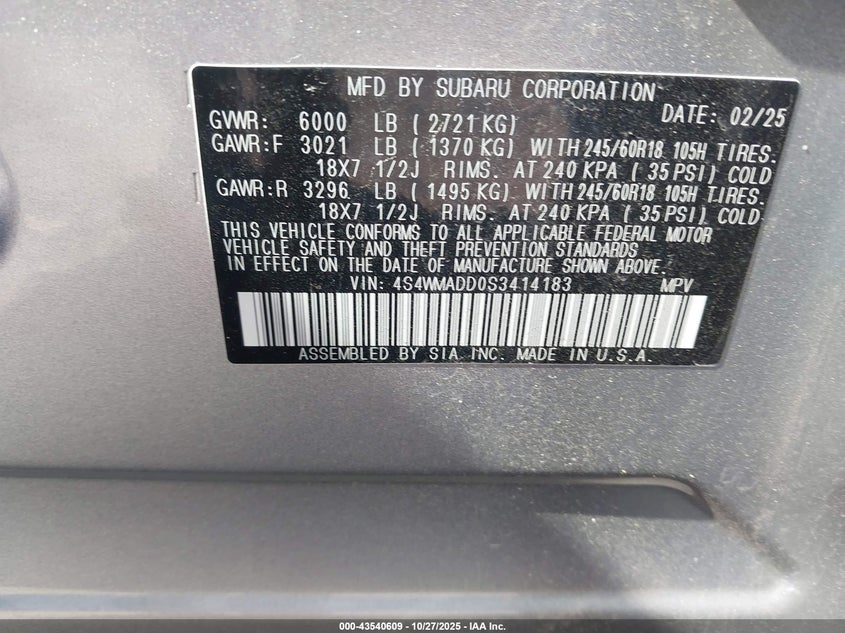 MFD BY SUBARU CORPORATION
DATE: 02/25
GVWR: 6000 LB ( 2721 KG)
GAWR: F 3021 LB ( 1370 KG) WITH 245/60R18 105H TIRES.
18X7 1/2J RIMS. AT 240 KPA ( 35 PSI) COLD
GAWR: R 3296 LB ( 1495 KG) WITH 245/60R18 105H TIRES.
18X7 1/2J RIMS. AT 240 KPA ( 35 PSI) COLD
THIS VEHICLE CONFORMS TO ALL APPLICABLE FEDERAL MOTOR
VEHICLE SAFETY AND THEFT PREVENTION STANDARDS
IN EFFECT ON THE DATE OF MANUFACTURE SHOWN ABOVE.
VIN: 4S4WMADD0S3414183 MPV
ASSEMBLED BY SIA INC. MADE IN U.S.A.
000-43540609 - 10/27/2025 - IAA Inc.